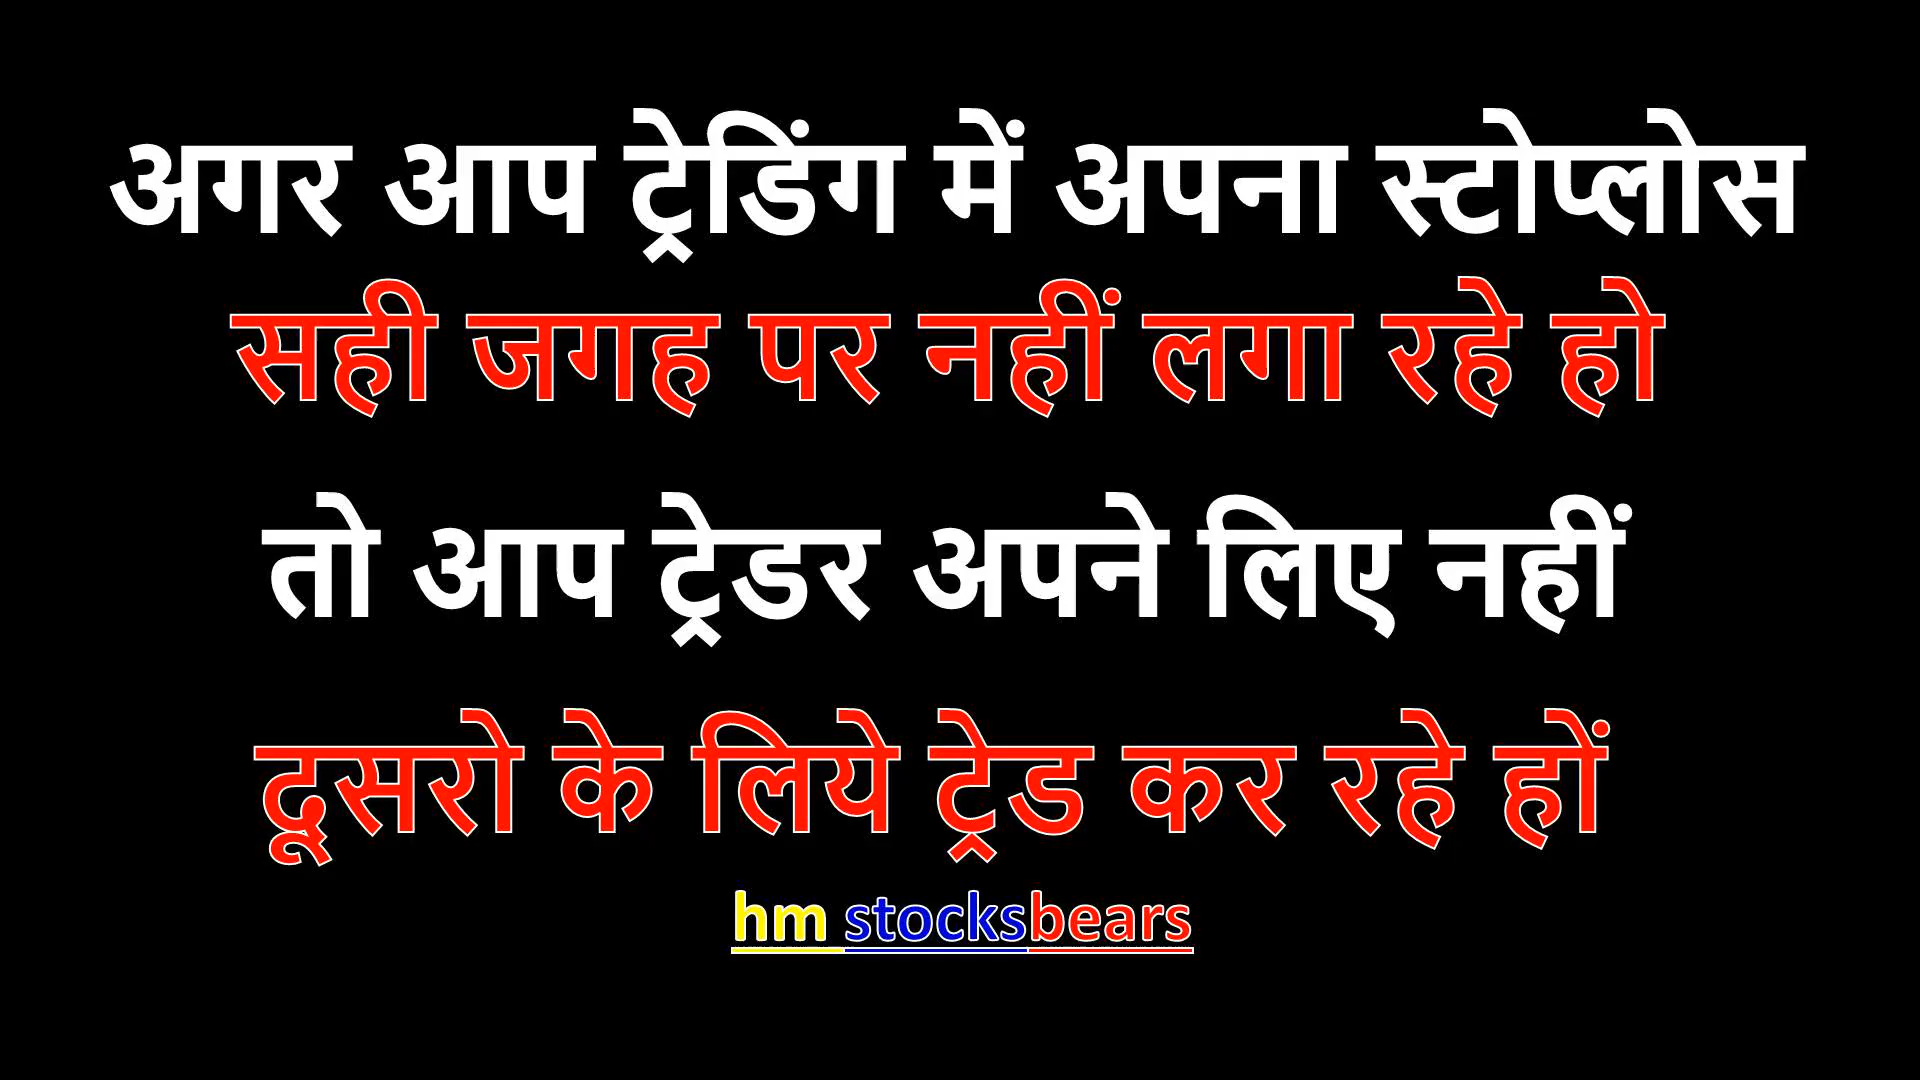 अगर आप ट्रेडिंग में अपना स्टोप्लोस
सही जगह पर नहीं लगा रहे हो
तो आप ट्रेडर अपने लिए नहीं
दूसरो के लिये ट्रेड कर रहे हों
hm stocksbears